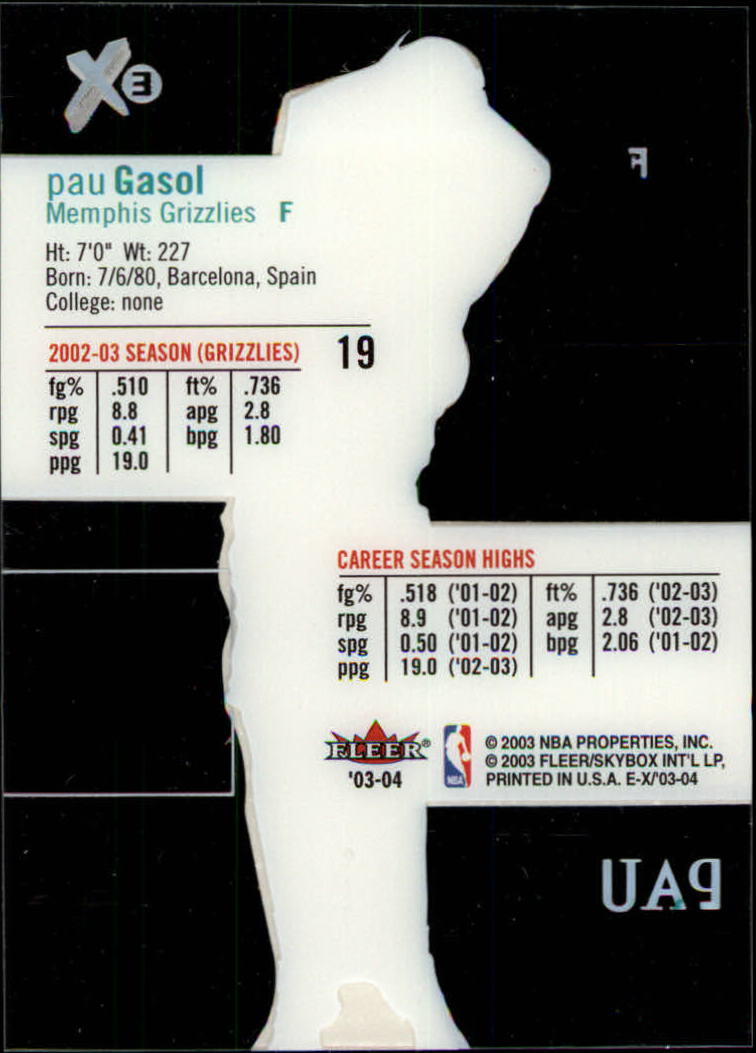 EX
F
pau Gasol
Memphis Grizzlies F
Ht: 7'0" Wt: 227
Born: 7/6/80, Barcelona, Spain
College: none
2002-03 SEASON (GRIZZLIES)
19
fg% .510 ft% .736
rpg 8.8 apg 2.8
spg 0.41 bpg 1.80
ppg 19.0
CAREER SEASON HIGHS
fg% .518 ('01-02) ft% .736 ('02-03)
rpg 8.9 ('01-02) apg 2.8 ('02-03)
spg 0.50 ('01-02) bpg 2.06 ('01-02)
ppg 19.0 ('02-03)
FLEER®
'03-04
NBA
© 2003 NBA PROPERTIES, INC.
© 2003 FLEER/SKYBOX INT'L LP,
PRINTED IN U.S.A. E-X/'03-04
PAU